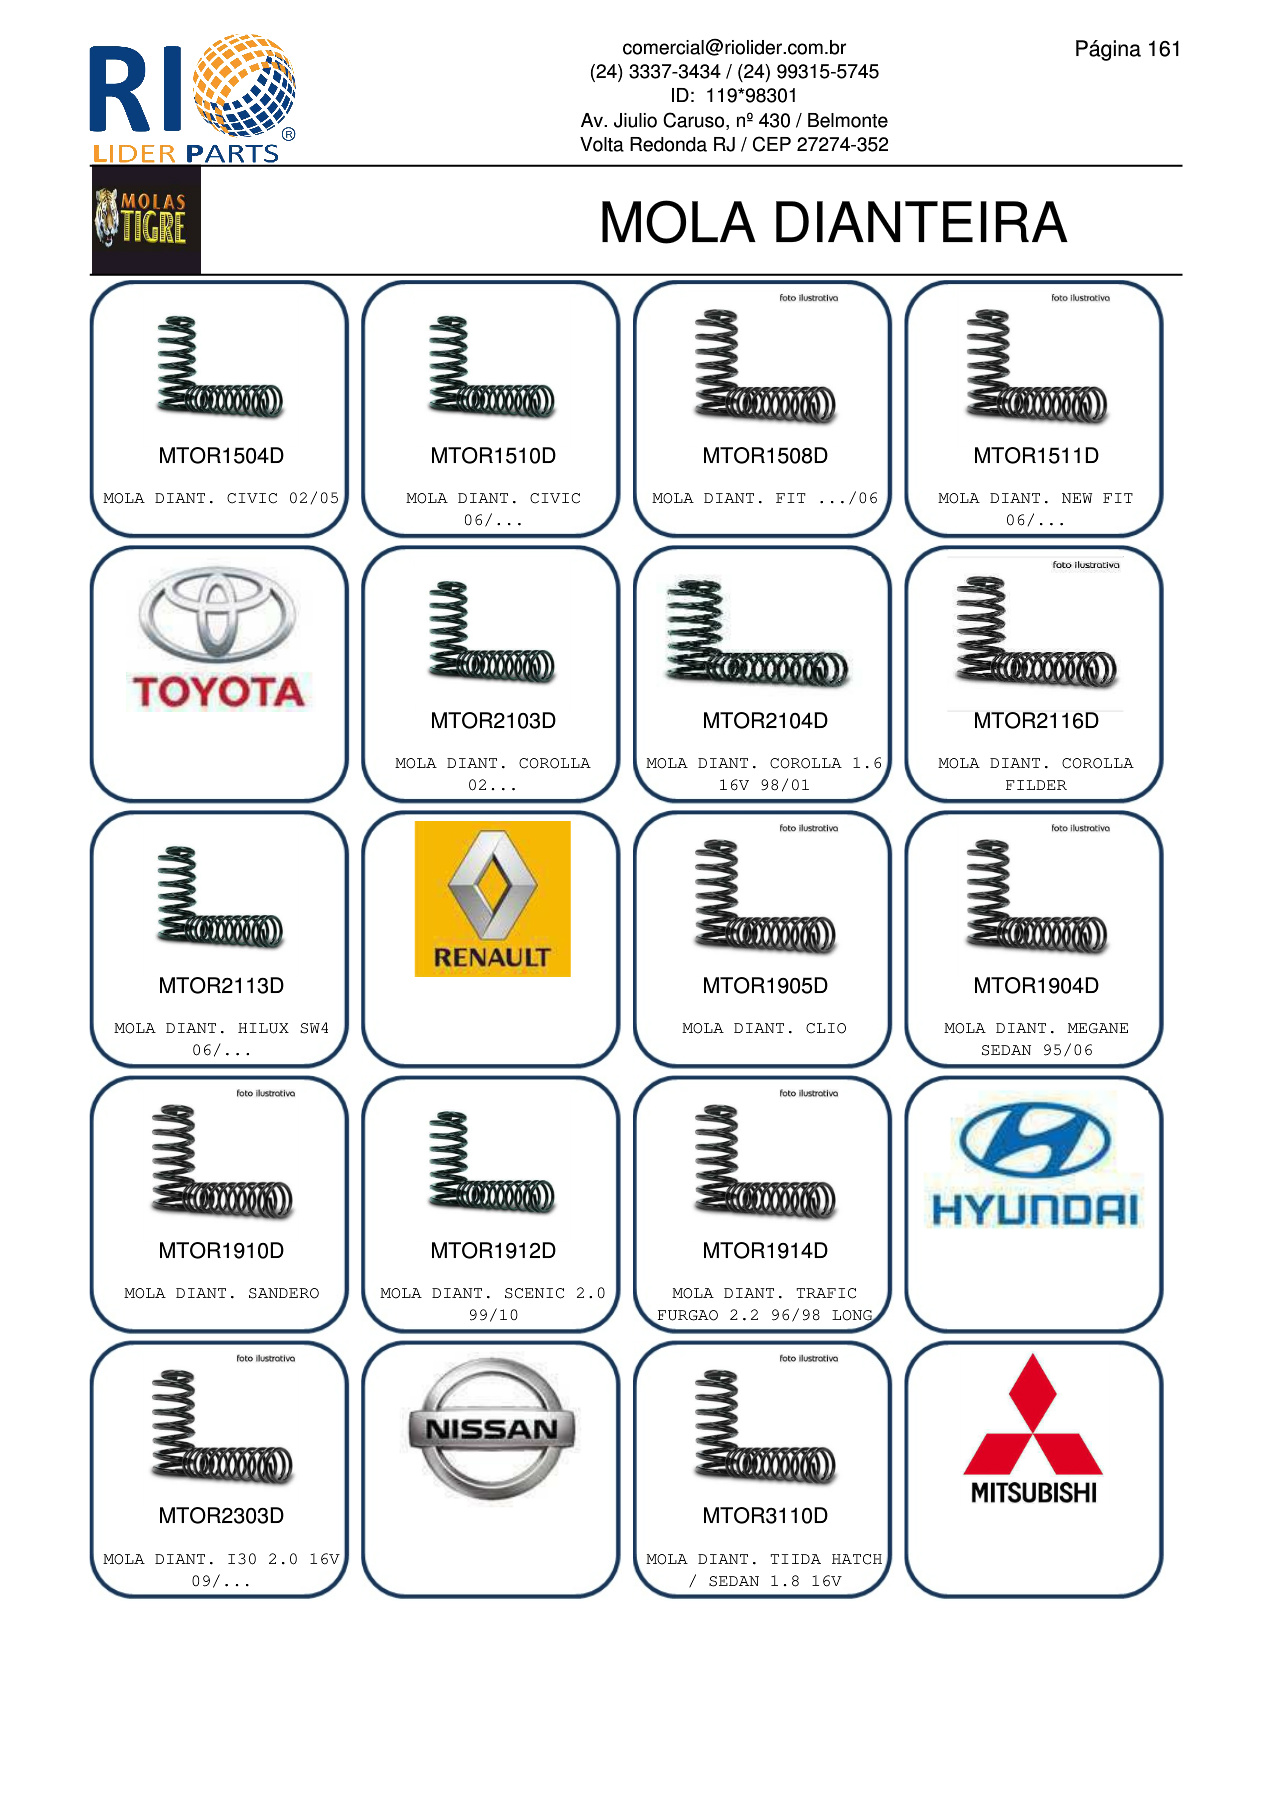 RIO
LIDER PARTS
®
comercial@riolider.com.br
(24) 3337-3434 / (24) 99315-5745
ID: 119*98301
Av. Jiulio Caruso, nº 430 / Belmonte
Volta Redonda RJ / CEP 27274-352
Página 161
MOLAS
TIGRE
MOLA DIANTEIRA
MTOR1504D
MOLA DIANT. CIVIC 02/05
MTOR1510D
MOLA DIANT. CIVIC
06/...
foto ilustrativa
MTOR1508D
MOLA DIANT. FIT .../06
foto ilustrativa
MTOR1511D
MOLA DIANT. NEW FIT
06/...
TOYOTA
MTOR2103D
MOLA DIANT. COROLLA
02...
MTOR2104D
MOLA DIANT. COROLLA 1.6
16V 98/01
foto ilustrativa
MTOR2116D
MOLA DIANT. COROLLA
FILDER
MTOR2113D
MOLA DIANT. HILUX SW4
06/...
RENAULT
foto ilustrativa
MTOR1905D
MOLA DIANT. CLIO
foto ilustrativa
MTOR1904D
MOLA DIANT. MEGANE
SEDAN 95/06
foto ilustrativa
MTOR1910D
MOLA DIANT. SANDERO
MTOR1912D
MOLA DIANT. SCENIC 2.0
99/10
foto ilustrativa
MTOR1914D
MOLA DIANT. TRAFIC
FURGAO 2.2 96/98 LONG
HYUNDAI
foto ilustrativa
MTOR2303D
MOLA DIANT. I30 2.0 16V
09/...
NISSAN
foto ilustrativa
MTOR3110D
MOLA DIANT. TIIDA HATCH
/ SEDAN 1.8 16V
MITSUBISHI